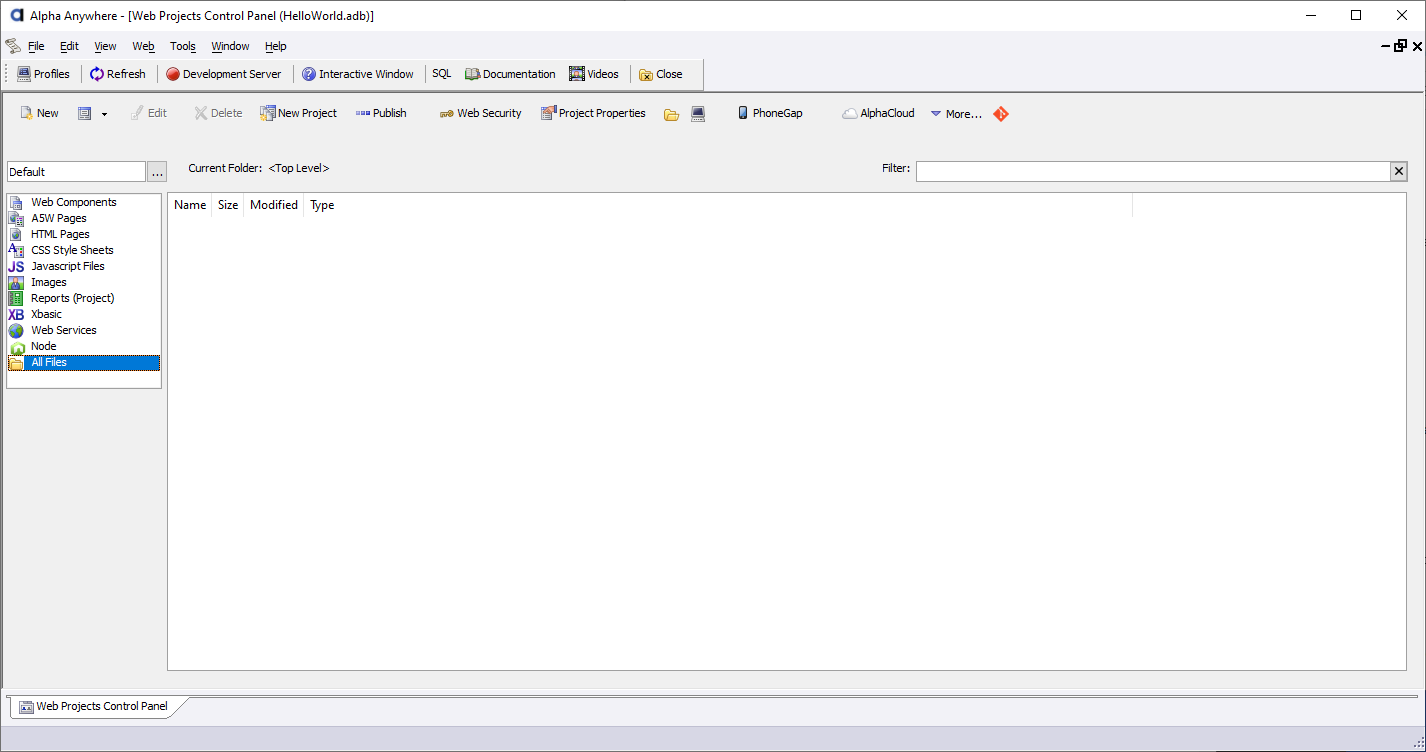 Alpha Anywhere - [Web Projects Control Panel (HelloWorld.adb)]
File Edit View Web Tools Window Help
Profiles Refresh Development Server Interactive Window SQL Documentation Videos Close
New Edit Delete New Project Publish Web Security Project Properties PhoneGap AlphaCloud More...
Default ... Current Folder: <Top Level> Filter:
Name Size Modified Type
Web Components
A5W Pages
HTML Pages
CSS Style Sheets
JS Javascript Files
Images
Reports (Project)
XB Xbasic
Web Services
Node
All Files
Web Projects Control Panel